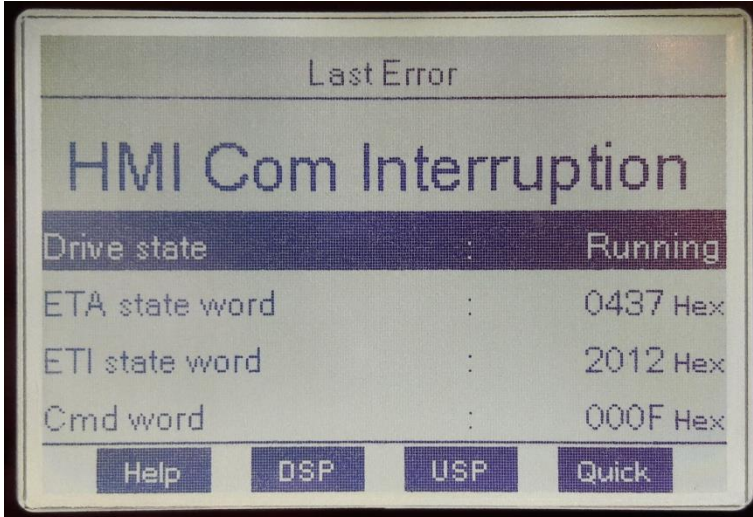 Last Error
HMI Com Interruption
Drive state : Running
ETA state word : 0437 Hex
ETI state word : 2012 Hex
Cmd word : 000F Hex
Help DSP USP Quick